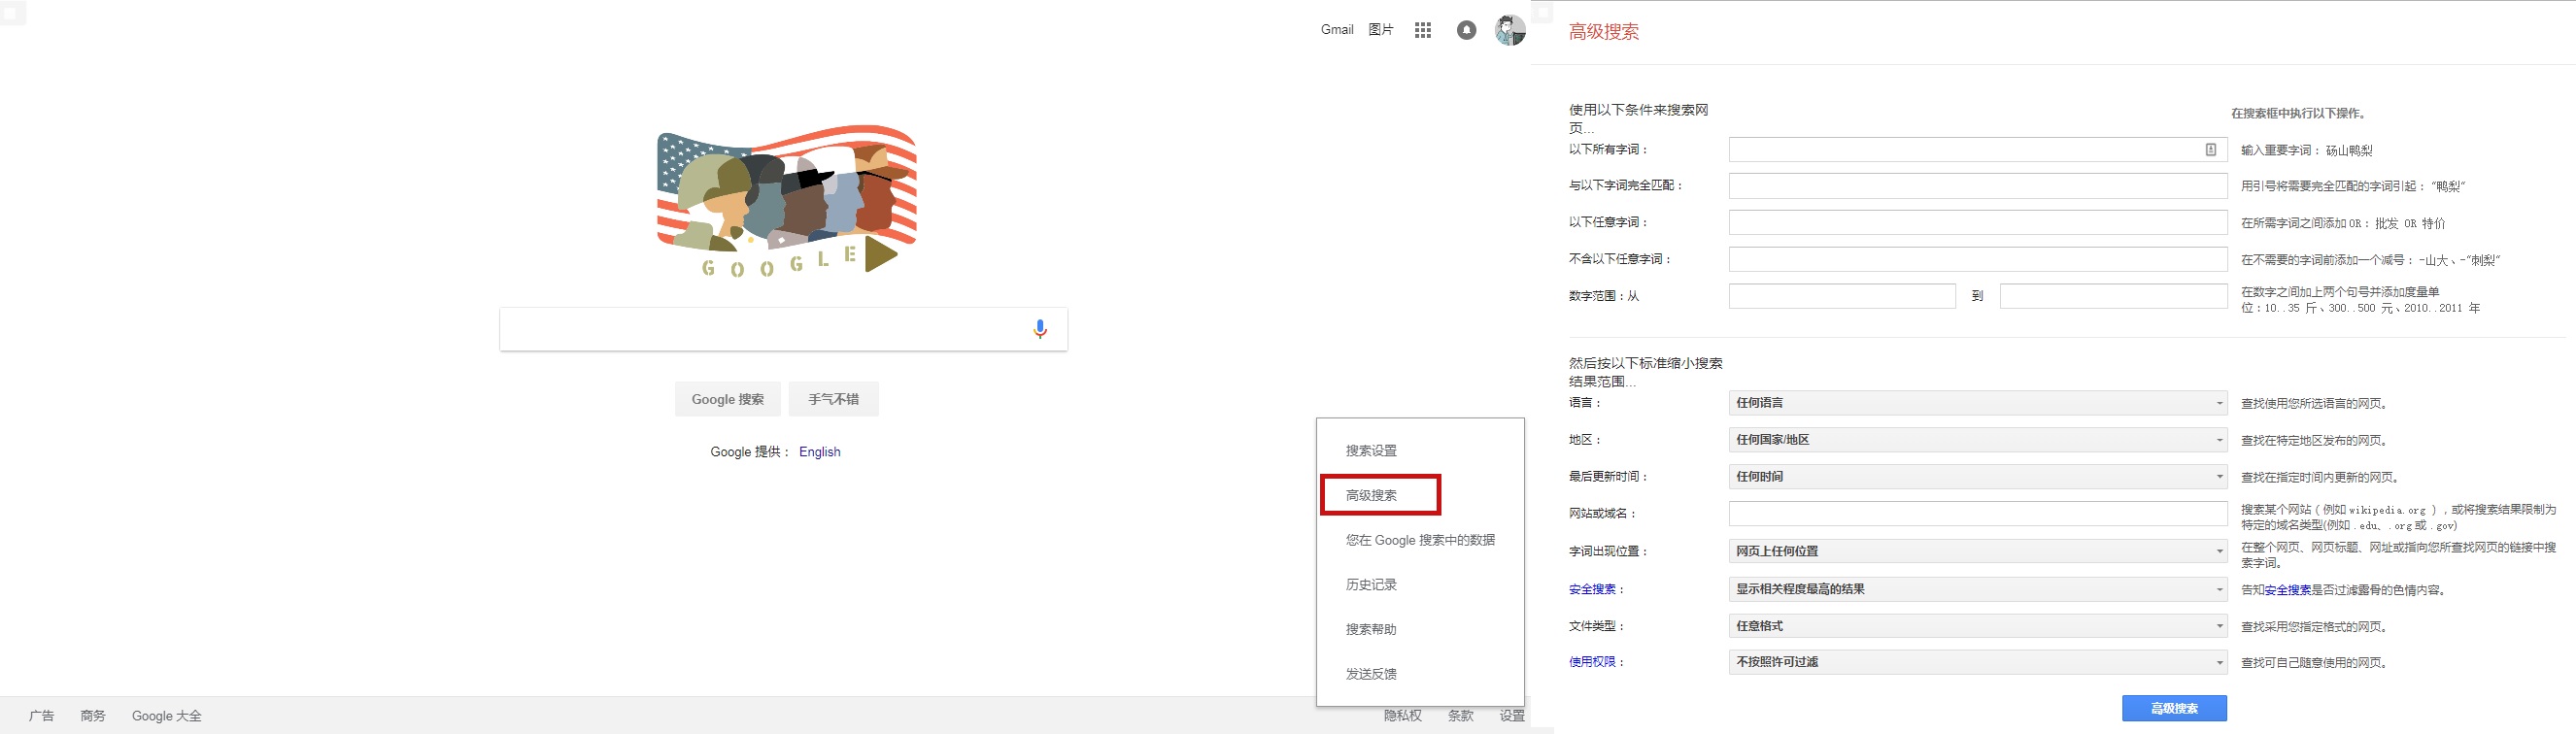 Gmail 图片
GOOGLE
Google 搜索 手气不错
Google 提供： English
搜索设置
高级搜索
您在 Google 搜索中的数据
历史记录
搜索帮助
发送反馈
广告 商务 Google 大全
隐私权 条款 设置
高级搜索
使用以下条件来搜索网
页...
在搜索框中执行以下操作。
以下所有字词： 输入重要字词： 砀山鸭梨
与以下字词完全匹配： 用引号将需要完全匹配的字词引起： "鸭梨"
以下任意字词： 在所需字词之间添加 OR： 批发 OR 特价
不含以下任意字词： 在不需要的字词前添加一个减号： -山大、-"刺梨"
数字范围：从 到 在数字之间加上两个句号并添加度量单
位：10..35 斤、300..500 元、2010..2011 年
然后按以下标准缩小搜索
结果范围...
语言： 任何语言 查找使用您所选语言的网页。
地区： 任何国家/地区 查找在特定地区发布的网页。
最后更新时间： 任何时间 查找在指定时间内更新的网页。
网站或域名： 搜索某个网站（例如 wikipedia.org ），或将搜索结果限制为
特定的域名类型(例如 .edu、.org 或 .gov)
字词出现位置： 网页上任何位置 在整个网页、网页标题、网址或指向您所查找网页的链接中搜
索字词。
安全搜索： 显示相关程度最高的结果 告知安全搜索是否过滤露骨的色情内容。
文件类型： 任意格式 查找采用您指定格式的网页。
使用权限： 不按照许可过滤 查找可自己随意使用的网页。
高级搜索